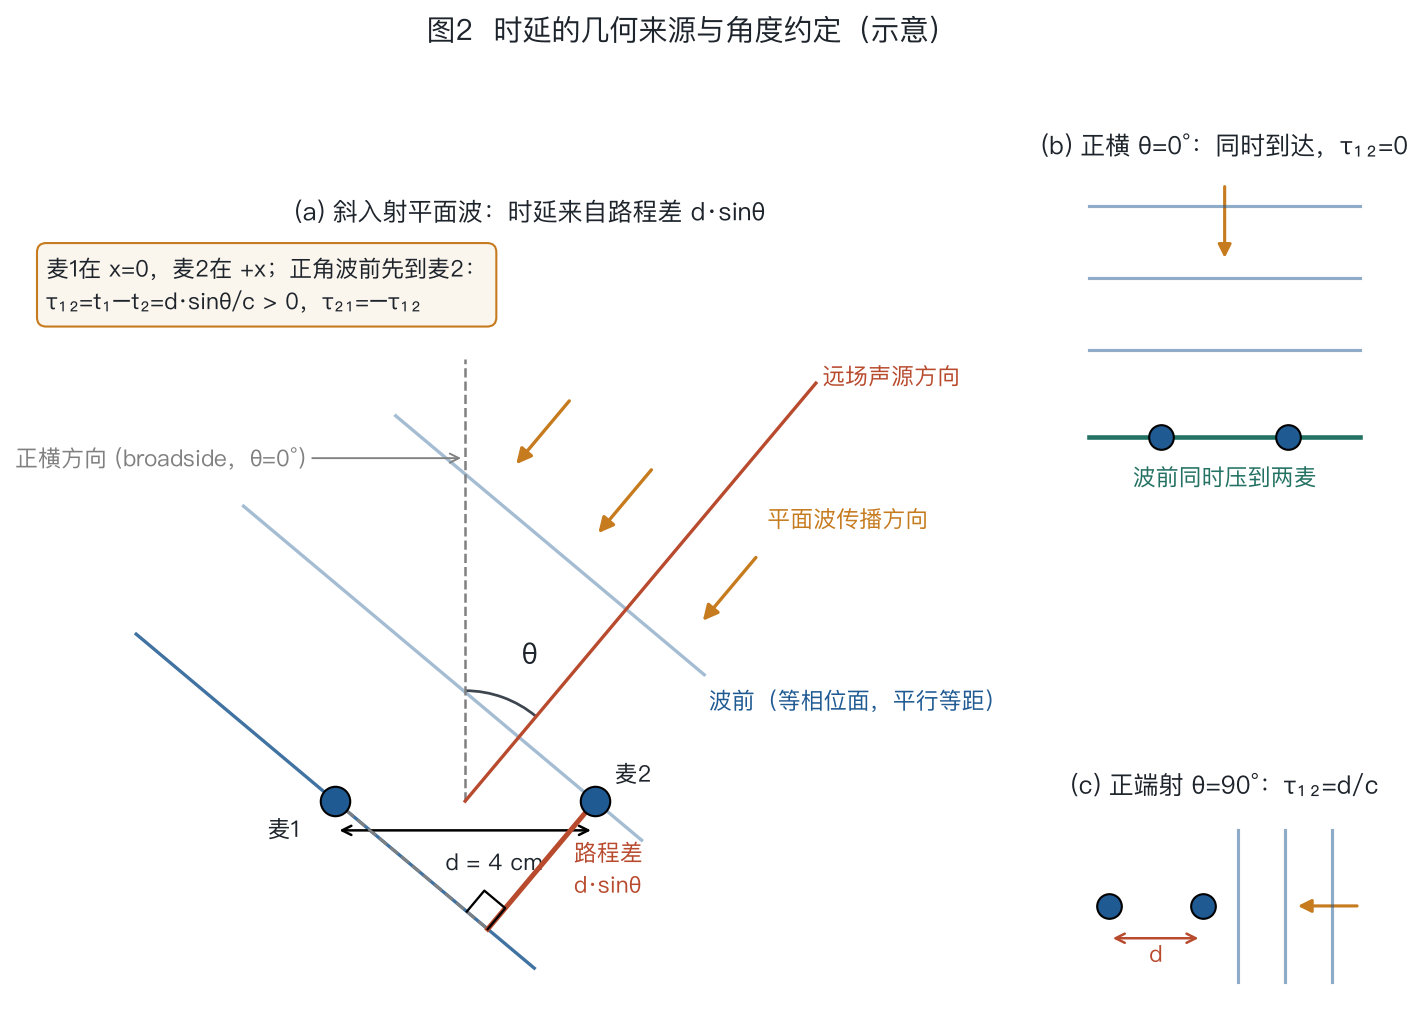 图2 时延的几何来源与角度约定（示意）
(a) 斜入射平面波：时延来自路程差 d·sinθ
麦1在 x=0，麦2在 +x；正角波前先到麦2：
τ₁₂=t₁−t₂=d·sinθ/c > 0，τ₂₁=−τ₁₂
远场声源方向
正横方向 (broadside，θ=0°)
平面波传播方向
θ
波前（等相位面，平行等距）
麦2
麦1
d = 4 cm
路程差
d·sinθ
(b) 正横 θ=0°：同时到达，τ₁₂=0
波前同时压到两麦
(c) 正端射 θ=90°：τ₁₂=d/c
d